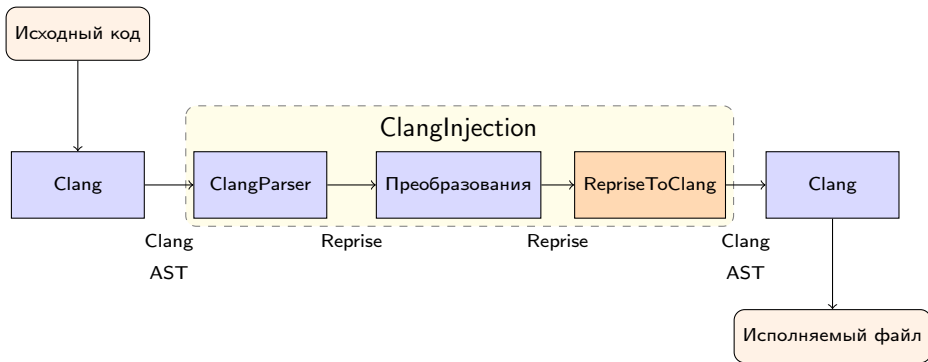 Исходный код
ClangInjection
Clang
ClangParser
Преобразования
RepriseToClang
Clang
Clang
AST
Reprise
Reprise
Clang
AST
Исполняемый файл